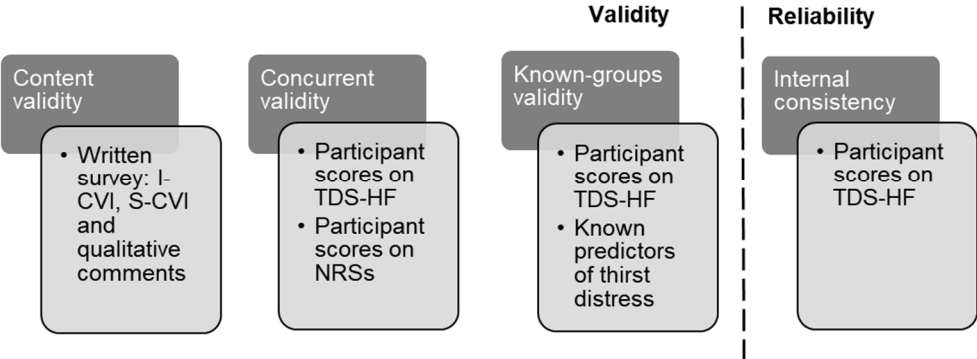 Validity
Reliability
Content
validity
• Written
survey: I-
CVI, S-CVI
and
qualitative
comments
Concurrent
validity
• Participant
scores on
TDS-HF
• Participant
scores on
NRSs
Known-groups
validity
• Participant
scores on
TDS-HF
• Known
predictors
of thirst
distress
Internal
consistency
• Participant
scores on
TDS-HF